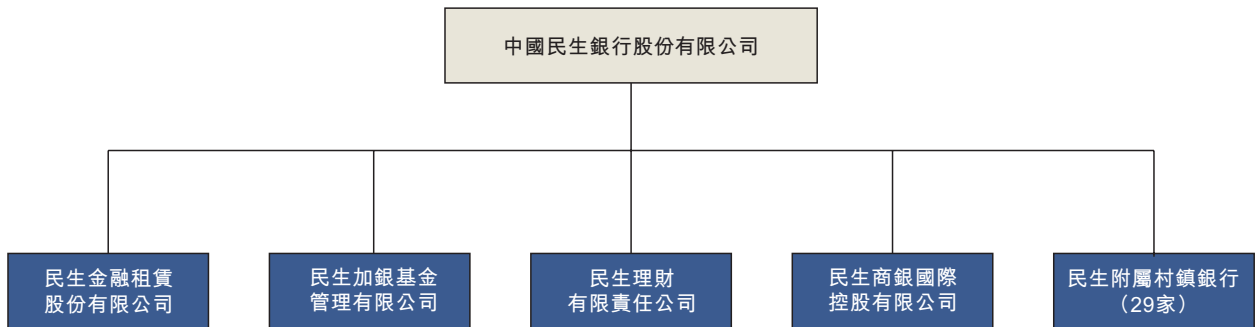 中國民生銀行股份有限公司
民生金融租賃
股份有限公司
民生加銀基金
管理有限公司
民生理財
有限責任公司
民生商銀國際
控股有限公司
民生附屬村鎮銀行
（29家）